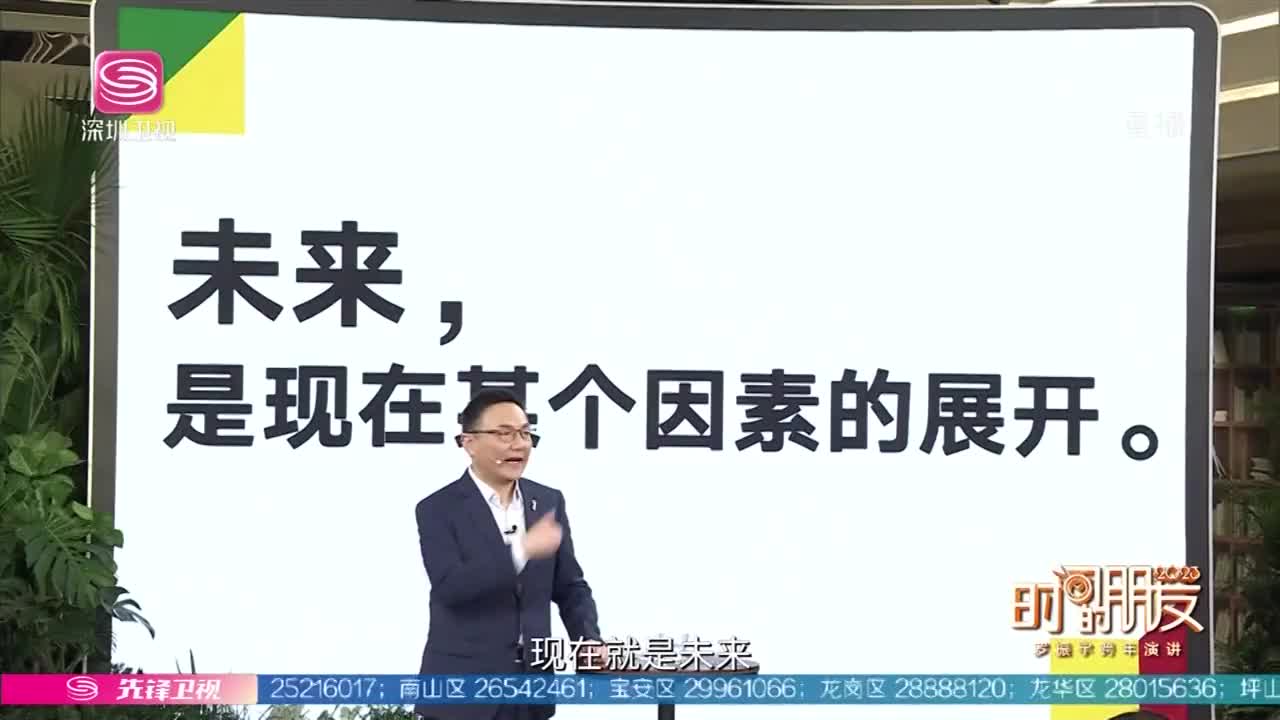 深圳卫视
直播
未来，
是现在某个因素的展开。
2023
时间的朋友
罗振宇跨年演讲
现在就是未来
先锋卫视
25216017；南山区 26542461；宝安区 29961066；龙岗区 28888120；龙华区 28015636；坪山